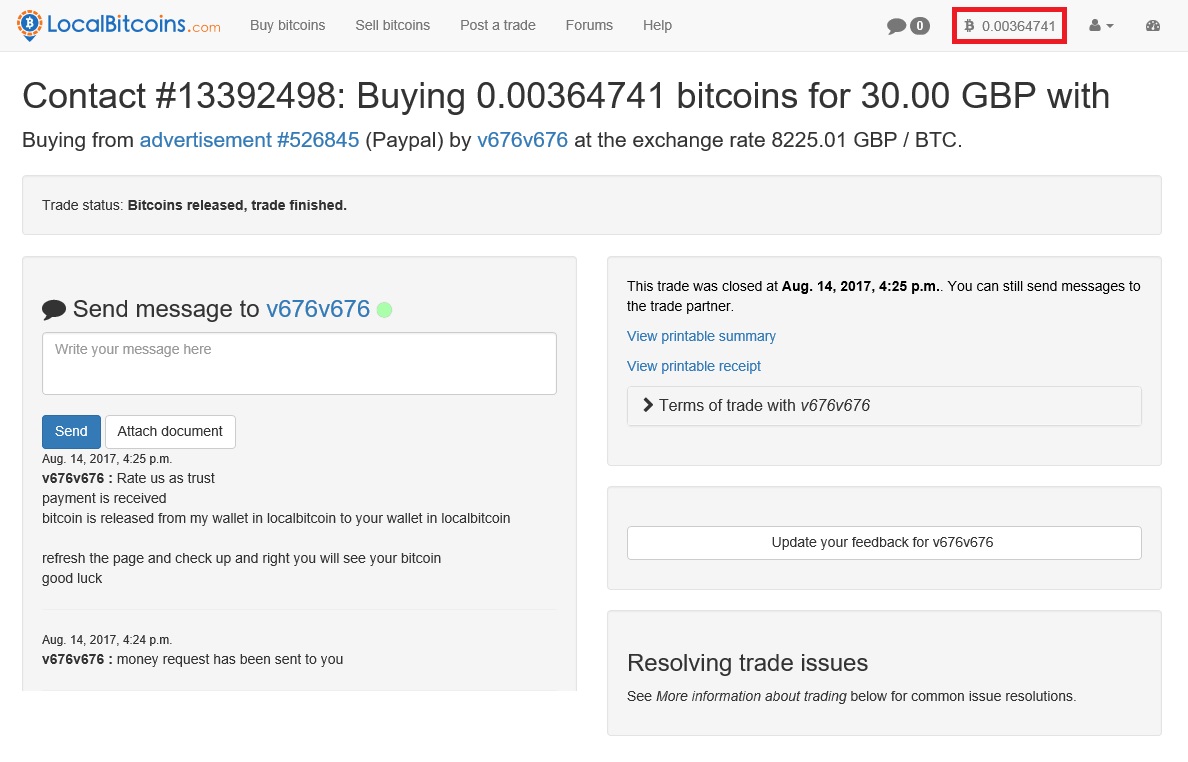 LocalBitcoins.com Buy bitcoins Sell bitcoins Post a trade Forums Help 0 0.00364741
Contact #13392498: Buying 0.00364741 bitcoins for 30.00 GBP with
Buying from advertisement #526845 (Paypal) by v676v676 at the exchange rate 8225.01 GBP / BTC.
Trade status: Bitcoins released, trade finished.
Send message to v676v676
Write your message here
Send Attach document
Aug. 14, 2017, 4:25 p.m.
v676v676 : Rate us as trust
payment is received
bitcoin is released from my wallet in localbitcoin to your wallet in localbitcoin
refresh the page and check up and right you will see your bitcoin
good luck
Aug. 14, 2017, 4:24 p.m.
v676v676 : money request has been sent to you
This trade was closed at Aug. 14, 2017, 4:25 p.m.. You can still send messages to
the trade partner.
View printable summary
View printable receipt
Terms of trade with v676v676
Update your feedback for v676v676
Resolving trade issues
See More information about trading below for common issue resolutions.